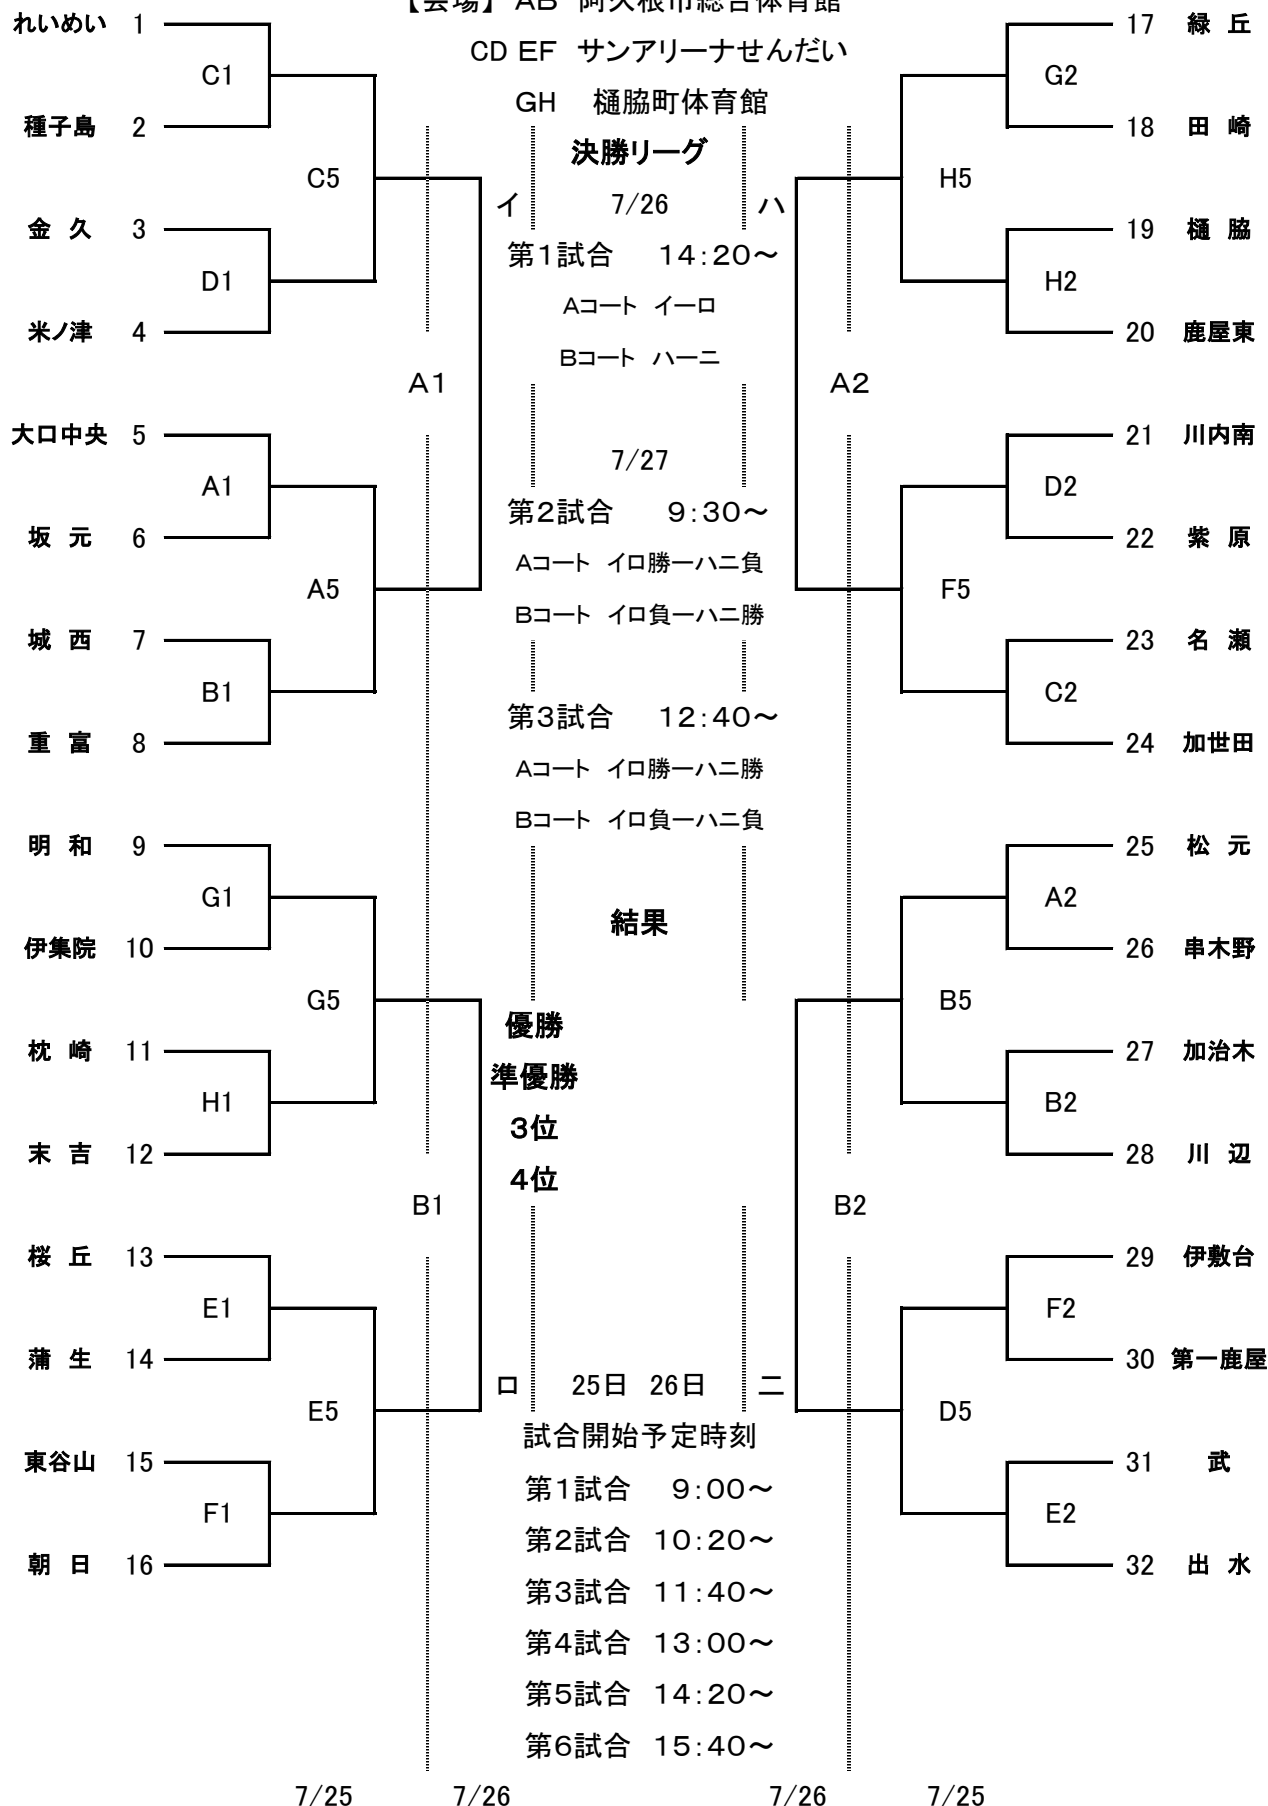 【会場】 AB 阿久根市総合体育館
CD EF サンアリーナせんだい
GH 樋脇町体育館
れいめい 1
C1
種子島 2
C5
金 久 3
D1
米ノ津 4
A1
大口中央 5
A1
坂 元 6
A5
城 西 7
B1
重 富 8
明 和 9
G1
伊集院 10
G5
枕 崎 11
H1
末 吉 12
B1
桜 丘 13
E1
蒲 生 14
E5
東谷山 15
F1
朝 日 16
決勝リーグ
イ 7/26 ハ
第1試合 14:20～
Aコート イーロ
Bコート ハーニ
7/27
第2試合 9:30～
Aコート イロ勝ーハニ負
Bコート イロ負ーハニ勝
第3試合 12:40～
Aコート イロ勝ーハニ勝
Bコート イロ負ーハニ負
結果
優勝
準優勝
3位
4位
ロ 25日 26日 ニ
試合開始予定時刻
第1試合 9:00～
第2試合 10:20～
第3試合 11:40～
第4試合 13:00～
第5試合 14:20～
第6試合 15:40～
17 緑 丘
G2
18 田 崎
H5
19 樋 脇
H2
20 鹿屋東
A2
21 川内南
D2
22 紫 原
F5
23 名 瀬
C2
24 加世田
25 松 元
A2
26 串木野
B5
27 加治木
B2
28 川 辺
B2
29 伊敷台
F2
30 第一鹿屋
D5
31 武
E2
32 出 水
7/25 7/26 7/26 7/25